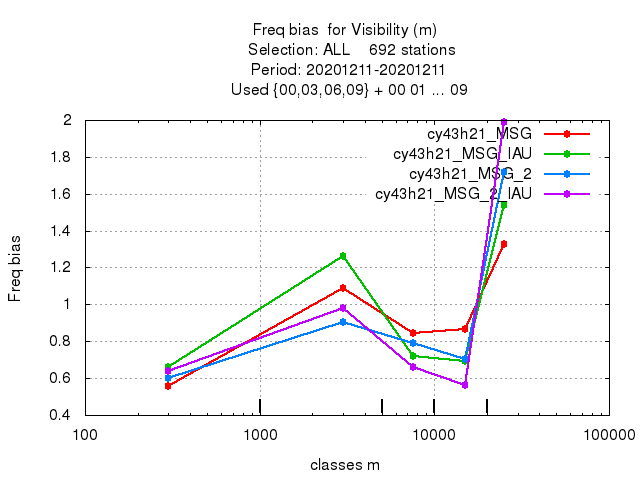 Freq bias  for Visibility (m)
Selection: ALL    692 stations
Period: 20201211-20201211
Used {00,03,06,09} + 00 01 ... 09
cy43h21_MSG
cy43h21_MSG_IAU
cy43h21_MSG_2
cy43h21_MSG_2_IAU
2
1.8
1.6
1.4
1.2
1
0.8
0.6
0.4
Freq bias
100 1000 10000 100000
classes m